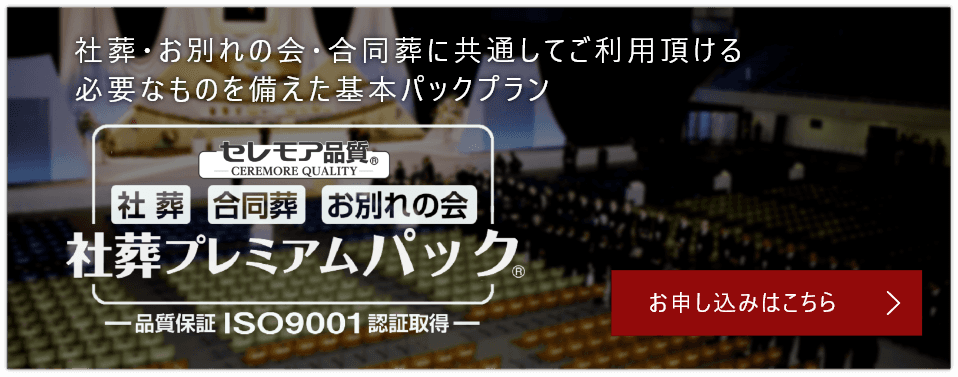 社葬・お別れの会・合同葬に共通してご利用頂ける
必要なものを備えた基本パックプラン
セレモア品質®
CEREMORE QUALITY
社葬 合同葬 お別れの会
社葬プレミアムパック®
品質保証 ISO9001 認証取得
お申し込みはこちら